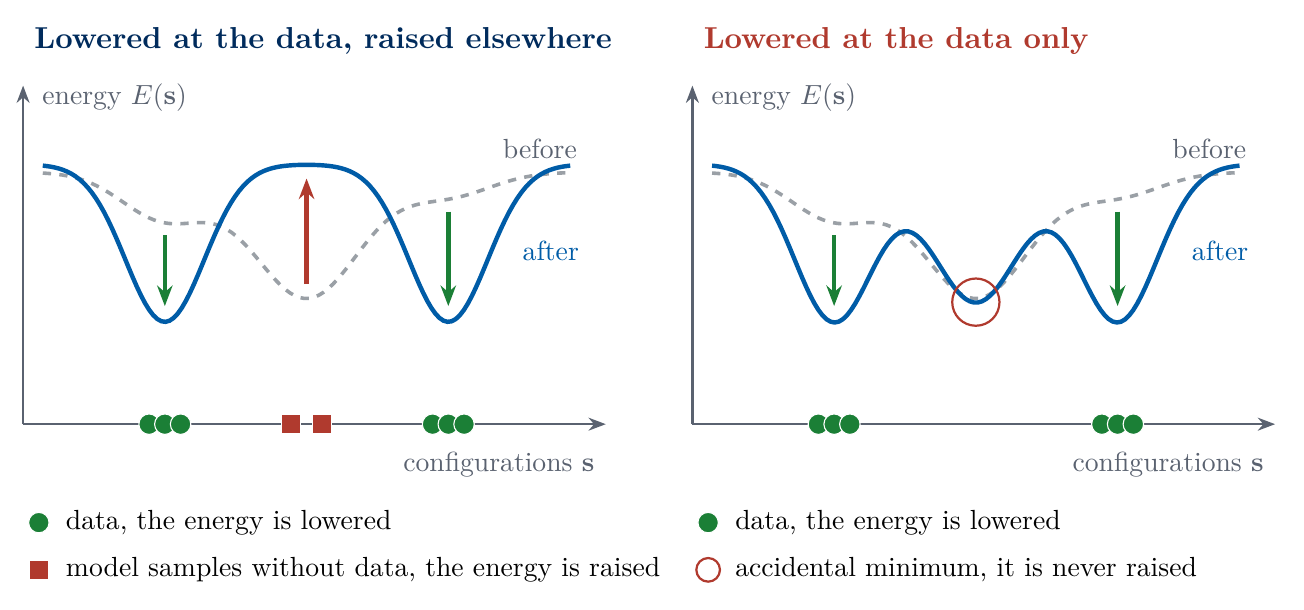 Lowered at the data, raised elsewhere
energy E(s)
before
after
configurations s
data, the energy is lowered
model samples without data, the energy is raised
Lowered at the data only
energy E(s)
before
after
configurations s
data, the energy is lowered
accidental minimum, it is never raised